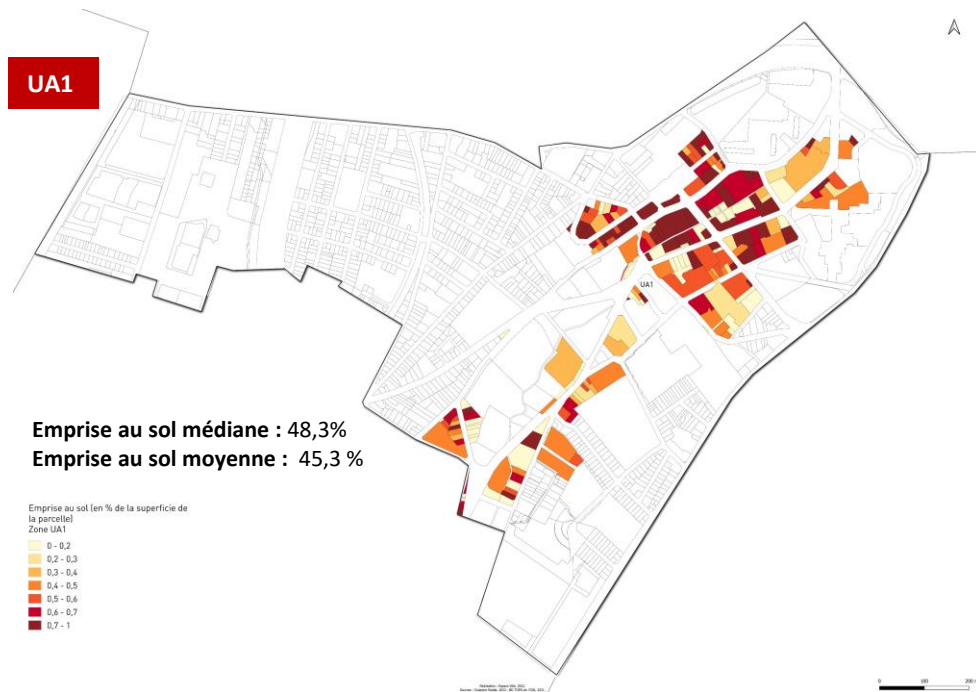 UA1
UA1
Emprise au sol médiane : 48,3%
Emprise au sol moyenne : 45,3 %
Emprise au sol (en % de la superficie de
la parcelle)
Zone UA1
0 - 0,2
0,2 - 0,3
0,3 - 0,4
0,4 - 0,5
0,5 - 0,6
0,6 - 0,7
0,7 - 1
0 100 200